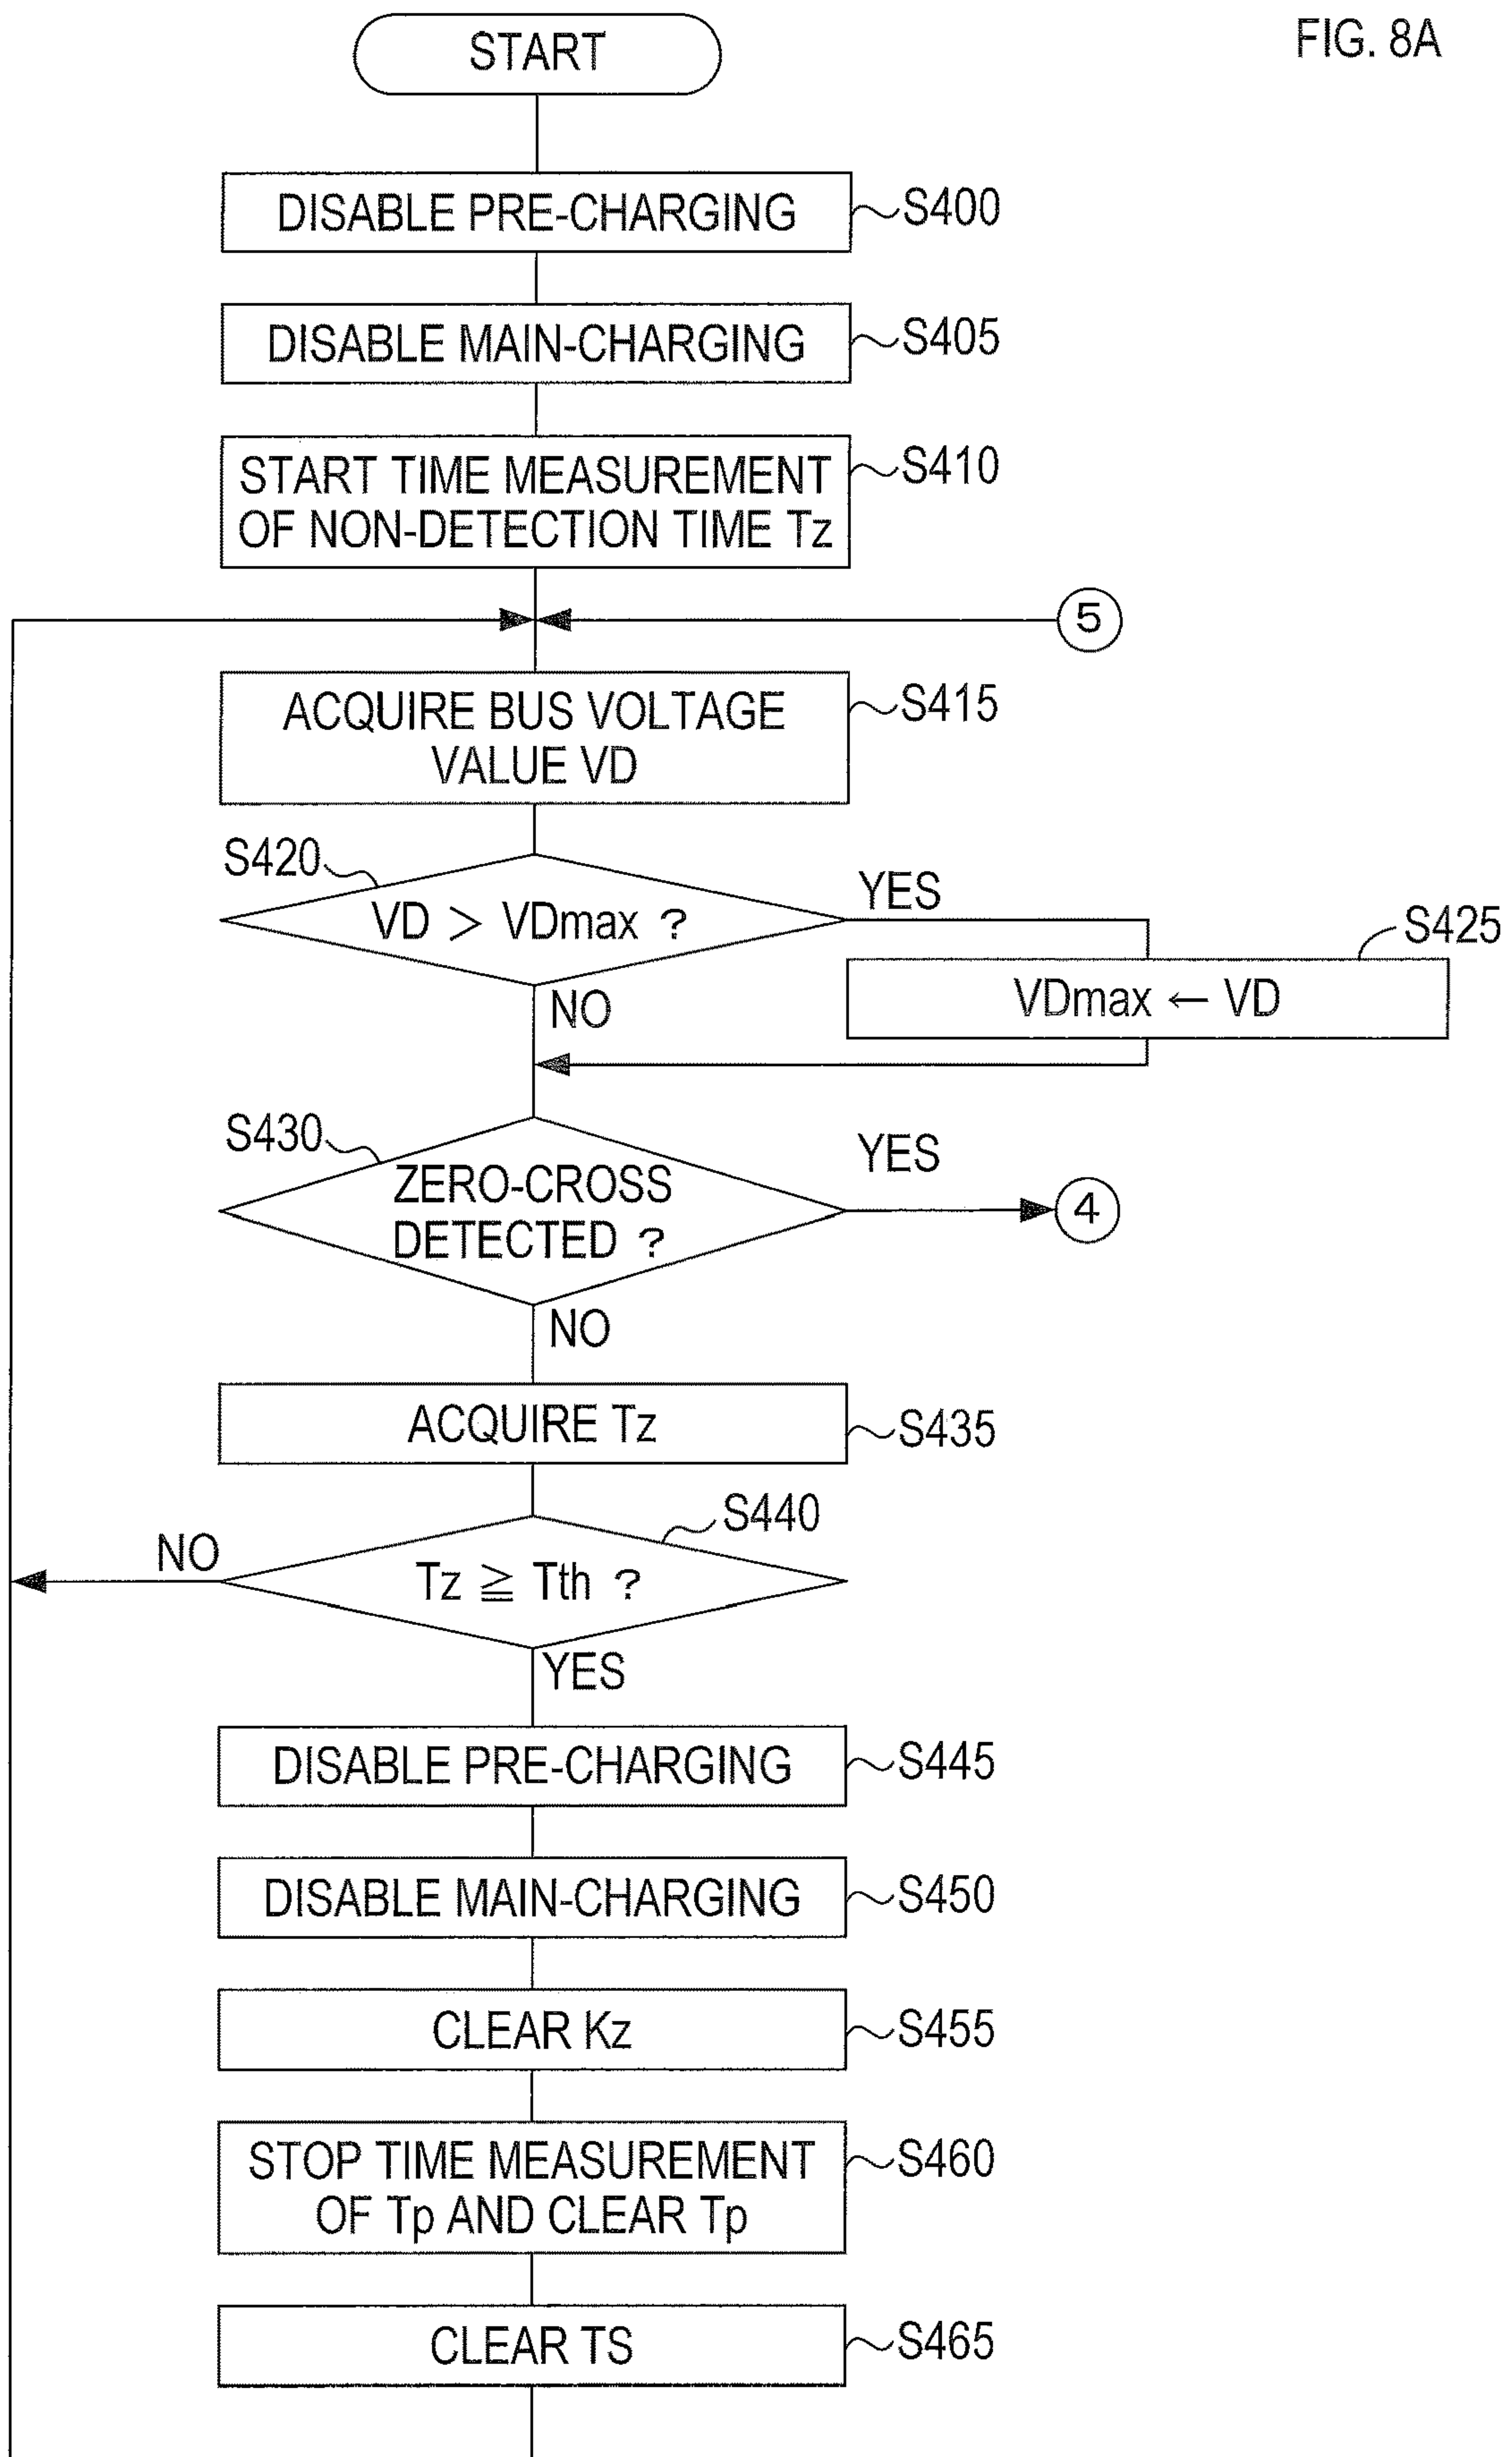 FIG. 8A
START
DISABLE PRE-CHARGING
S400
DISABLE MAIN-CHARGING
S405
START TIME MEASUREMENT
OF NON-DETECTION TIME Tz
S410
5
ACQUIRE BUS VOLTAGE
VALUE VD
S415
S420
VD > VDmax ?
YES
NO
S425
VDmax ← VD
S430
ZERO-CROSS
DETECTED ?
YES
4
NO
ACQUIRE Tz
S435
S440
Tz ≧ Tth ?
NO
YES
DISABLE PRE-CHARGING
S445
DISABLE MAIN-CHARGING
S450
CLEAR Kz
S455
STOP TIME MEASUREMENT
OF Tp AND CLEAR Tp
S460
CLEAR TS
S465